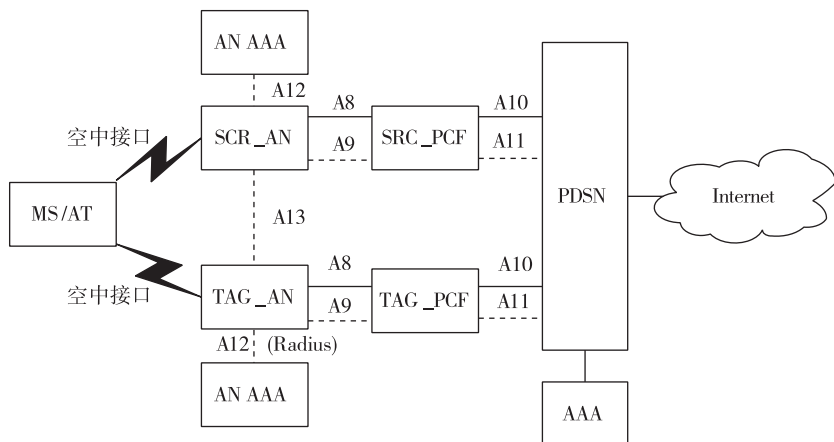 AN AAA
A12
A8
A10
空中接口
SCR_AN
SRC_PCF
A9
A11
MS/AT
A13
PDSN
Internet
空中接口
A8
A10
TAG_AN
TAG_PCF
A9
A11
A12 (Radius)
AN AAA
AAA